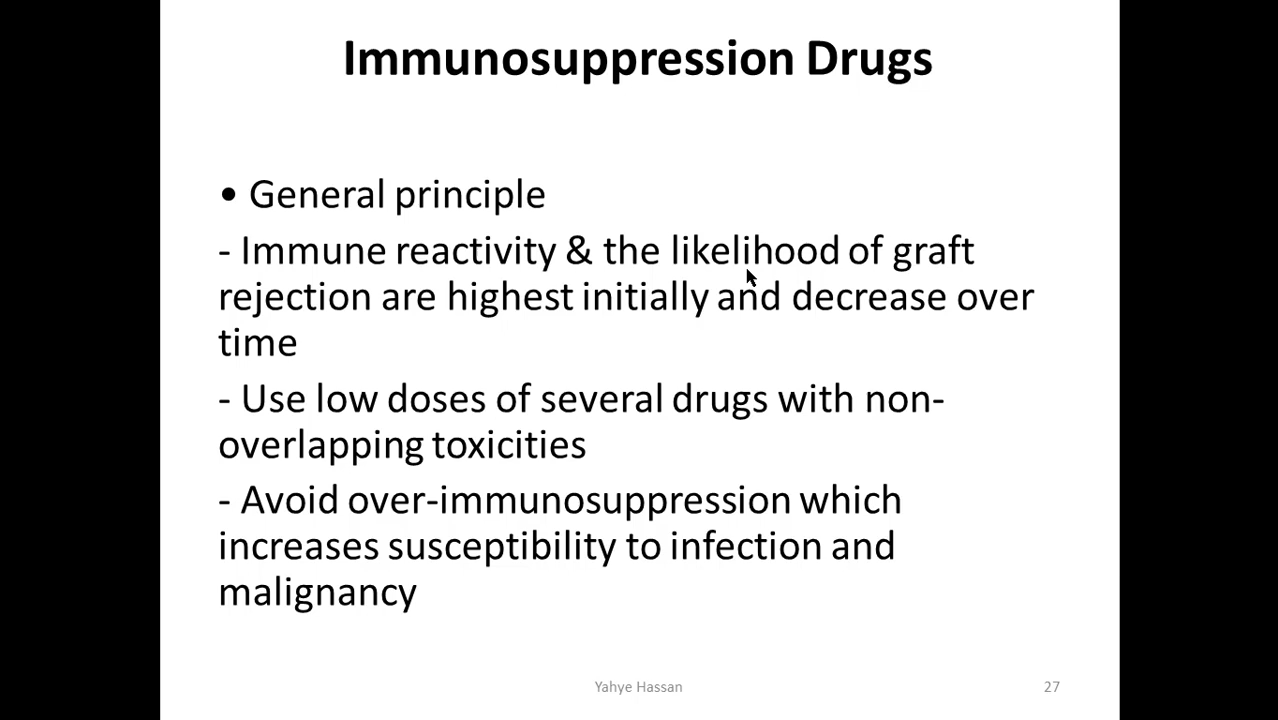 Immunosuppression Drugs
• General principle
- Immune reactivity & the likelihood of graft
rejection are highest initially and decrease over
time
- Use low doses of several drugs with non-
overlapping toxicities
- Avoid over-immunosuppression which
increases susceptibility to infection and
malignancy
Yahye Hassan
27